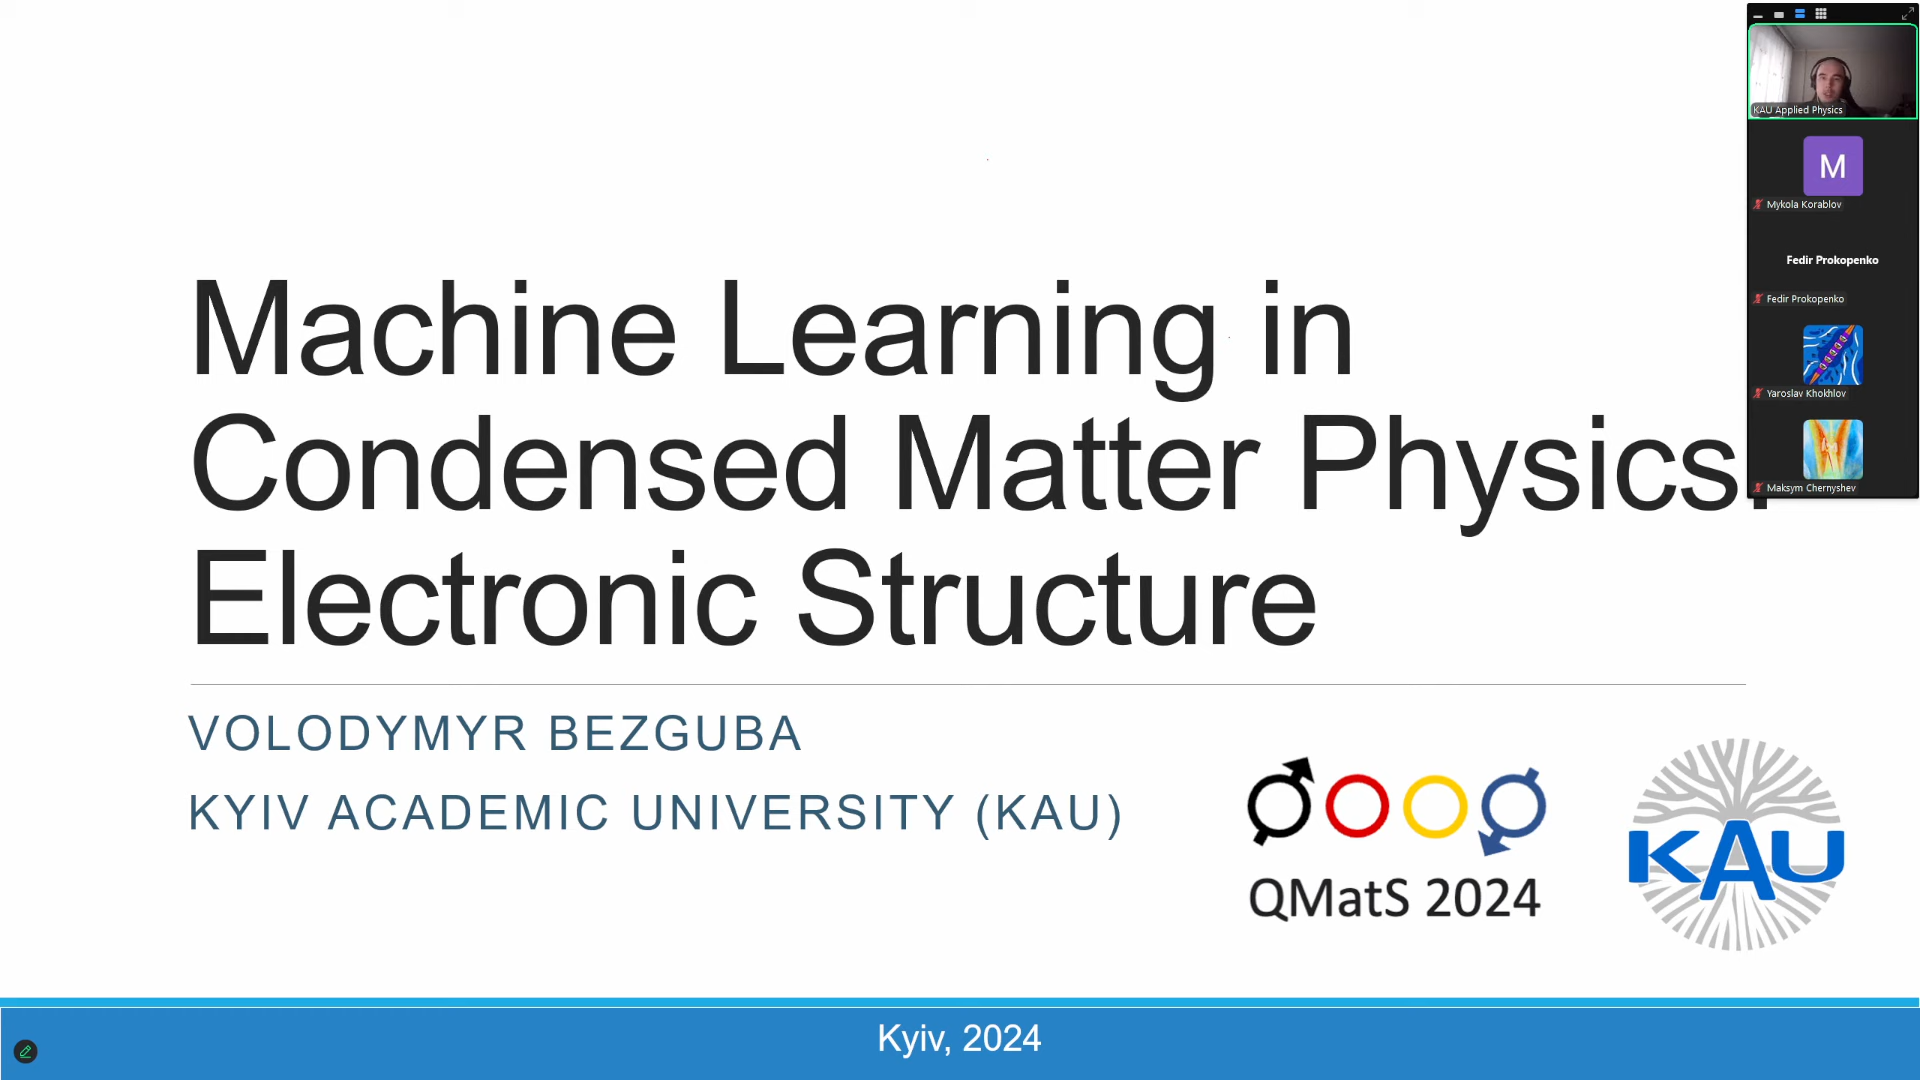 Machine Learning in
Condensed Matter Physics:
Electronic Structure
VOLODYMYR BEZGUBA
KYIV ACADEMIC UNIVERSITY (KAU)
QMatS 2024
KAU
Kyiv, 2024
KAU Applied Physics
M
Mykola Korablov
Fedir Prokopenko
Fedir Prokopenko
Yaroslav Khokhlov
Maksym Chernyshev